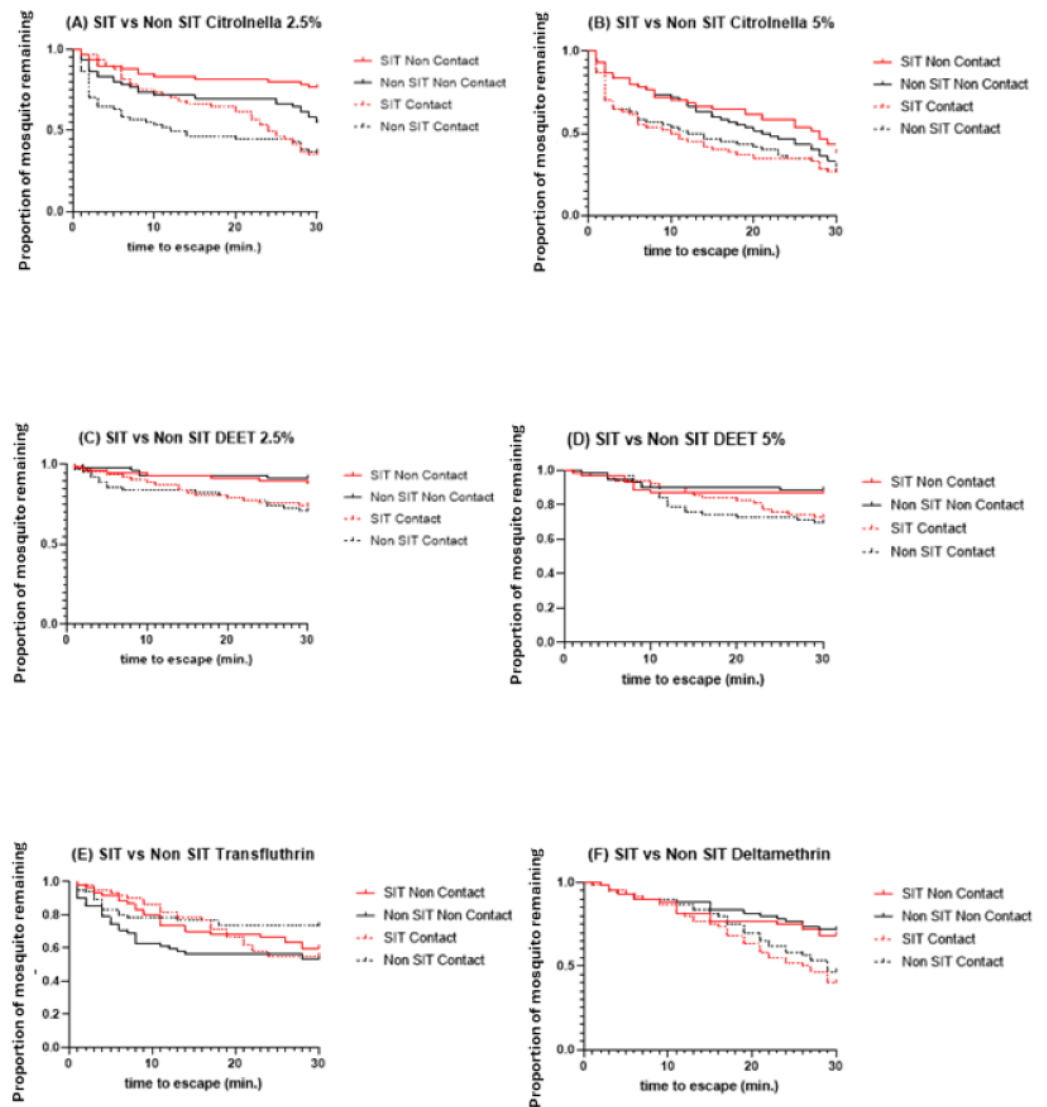 (A) SIT vs Non SIT Citrolnella 2.5%
Proportion of mosquito remaining
1.0
0.5
0.0
0 10 20 30
time to escape (min.)
SIT Non Contact
Non SIT Non Contact
SIT Contact
Non SIT Contact
(B) SIT vs Non SIT Citrolnella 5%
Proportion of mosquito remaining
1.0
0.5
0.0
0 10 20 30
time to escape (min.)
SIT Non Contact
Non SIT Non Contact
SIT Contact
Non SIT Contact
(C) SIT vs Non SIT DEET 2.5%
Proportion of mosquito remaining
1.0
0.5
0.0
0 10 20 30
time to escape (min.)
SIT Non Contact
Non SIT Non Contact
SIT Contact
Non SIT Contact
(D) SIT vs Non SIT DEET 5%
Proportion of mosquito remaining
1.0
0.8
0.6
0.4
0.2
0.0
0 10 20 30
time to escape (min.)
SIT Non Contact
Non SIT Non Contact
SIT Contact
Non SIT Contact
(E) SIT vs Non SIT Transfluthrin
Proportion of mosquito remaining
1.0
0.8
0.6
0.4
0.2
0.0
0 10 20 30
time to escape (min.)
SIT Non Contact
Non SIT Non Contact
SIT Contact
Non SIT Contact
(F) SIT vs Non SIT Deltamethrin
Proportion of mosquito remaining
1.0
0.5
0.0
0 10 20 30
time to escape (min.)
SIT Non Contact
Non SIT Non Contact
SIT Contact
Non SIT Contact